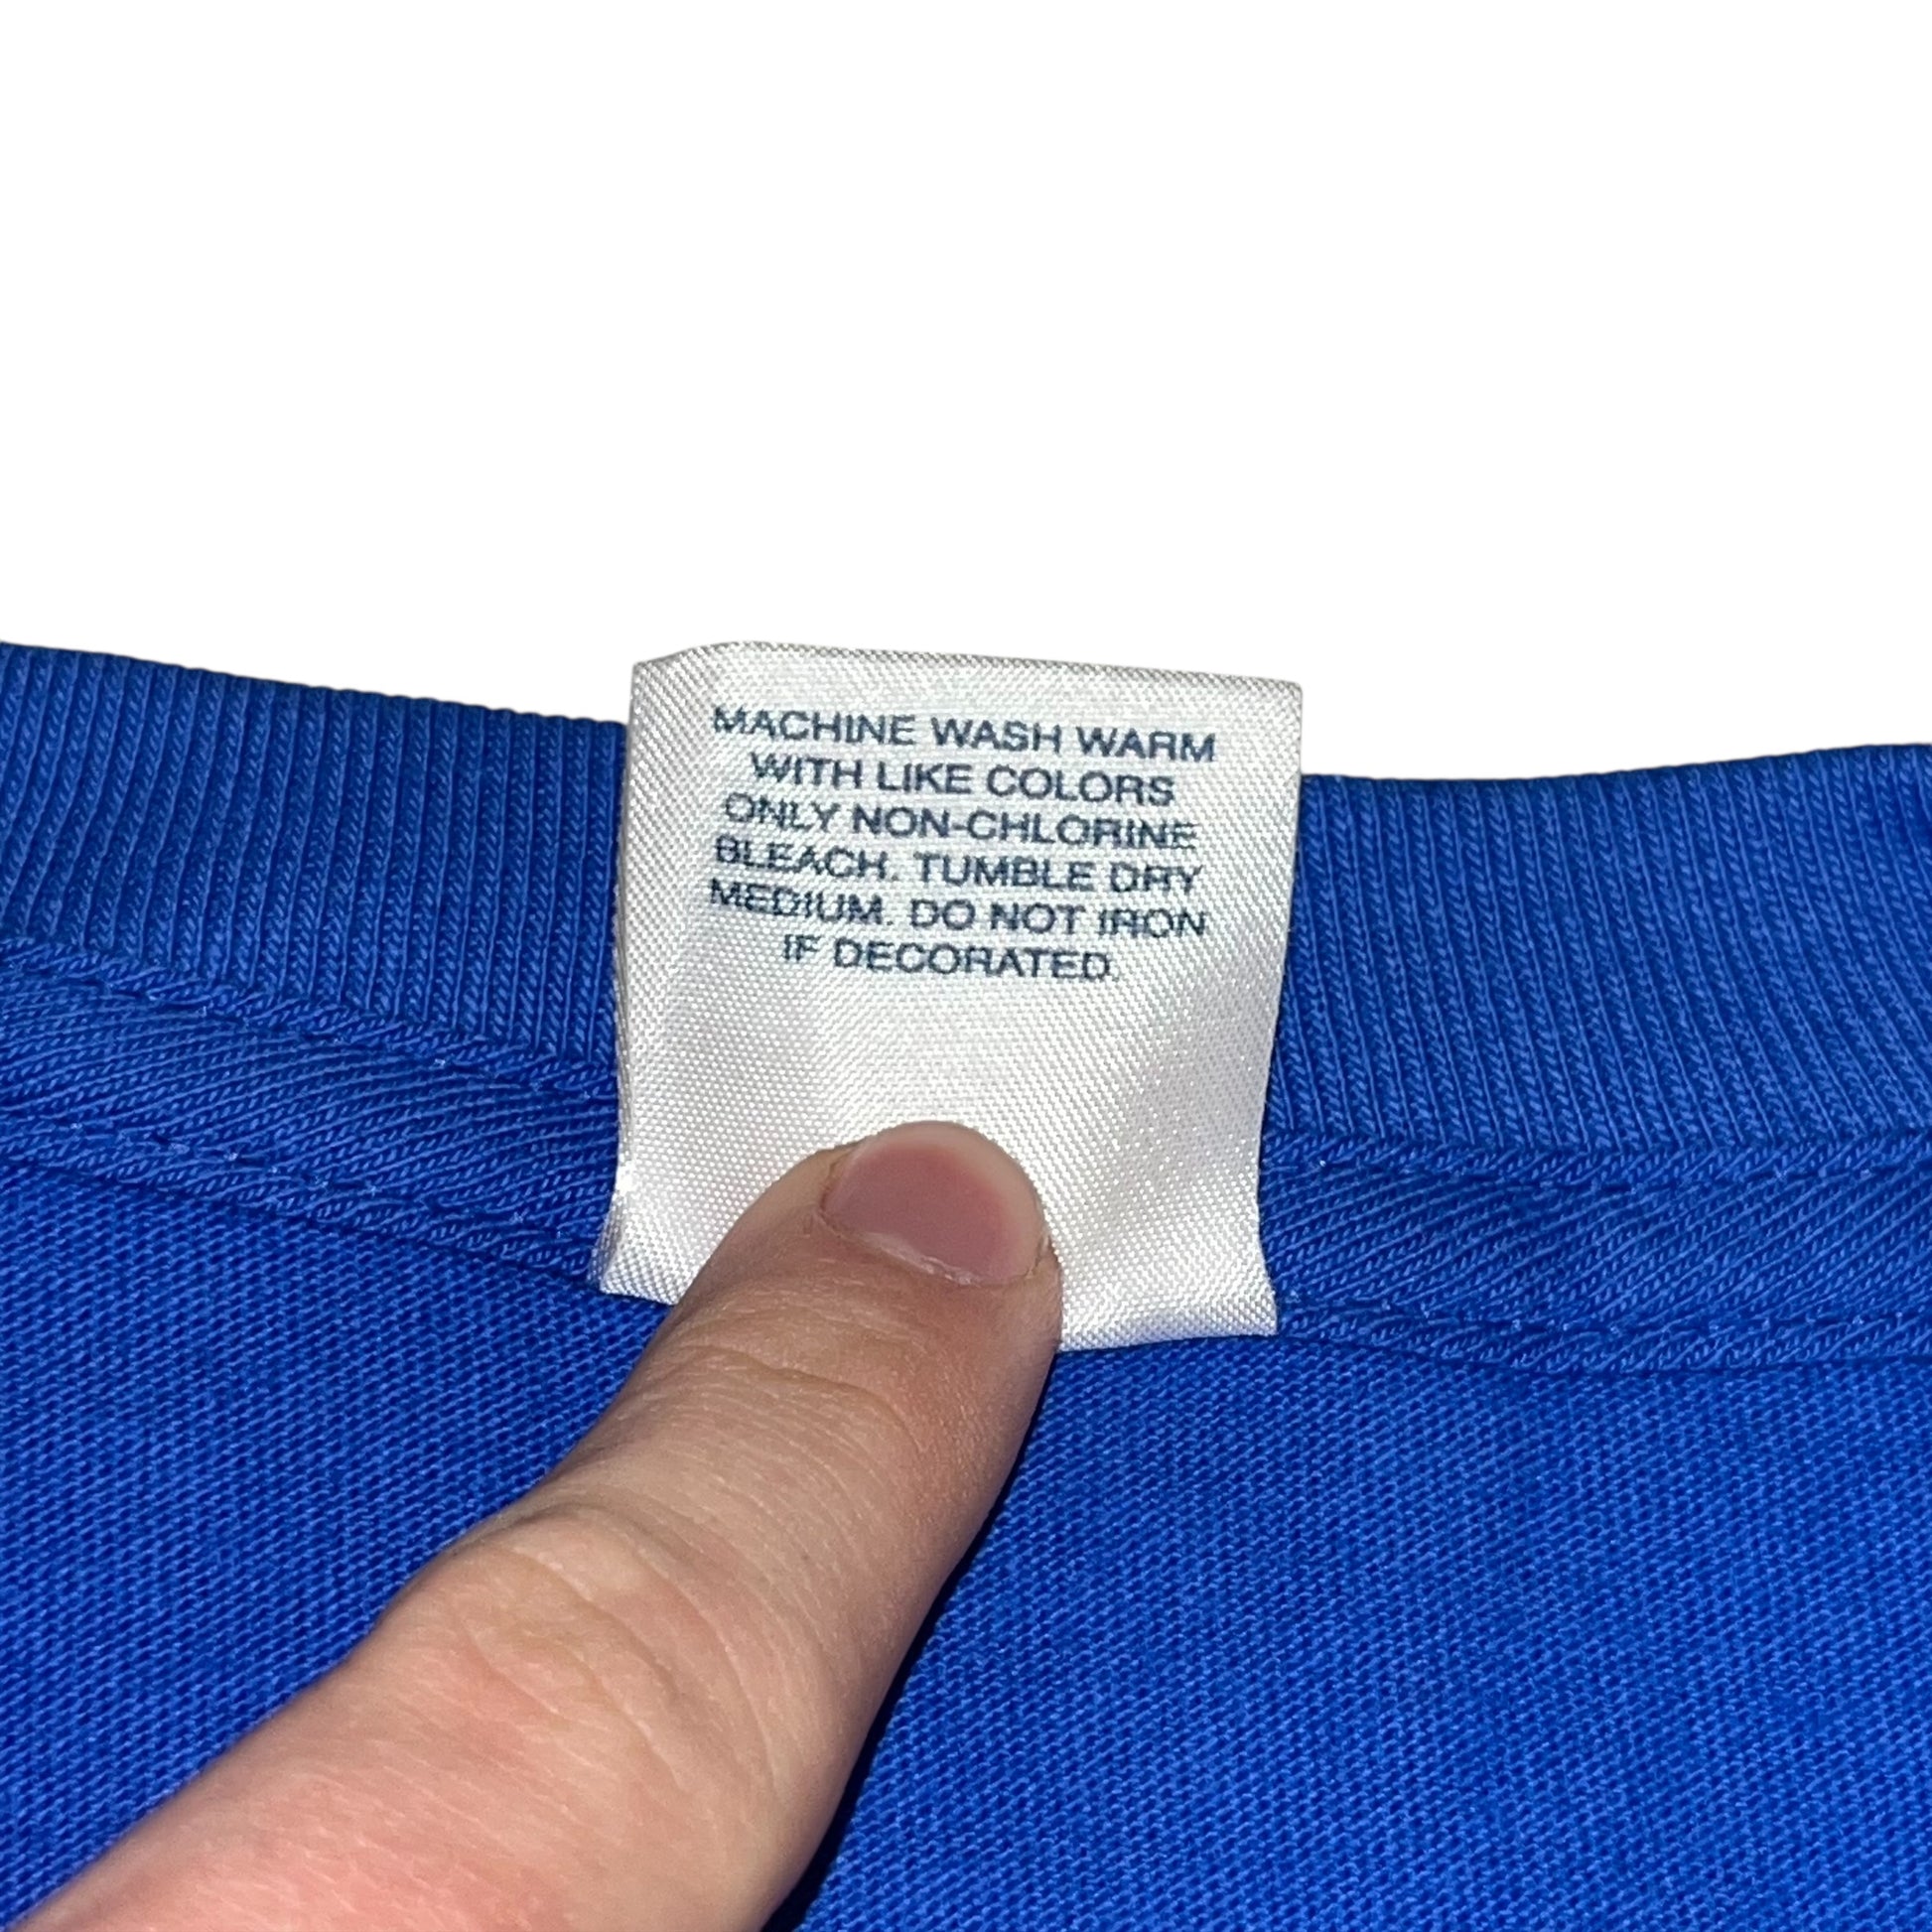 MACHINE WASH WARM
WITH LIKE COLORS
ONLY NON-CHLORINE
BLEACH. TUMBLE DRY
MEDIUM. DO NOT IRON
IF DECORATED.